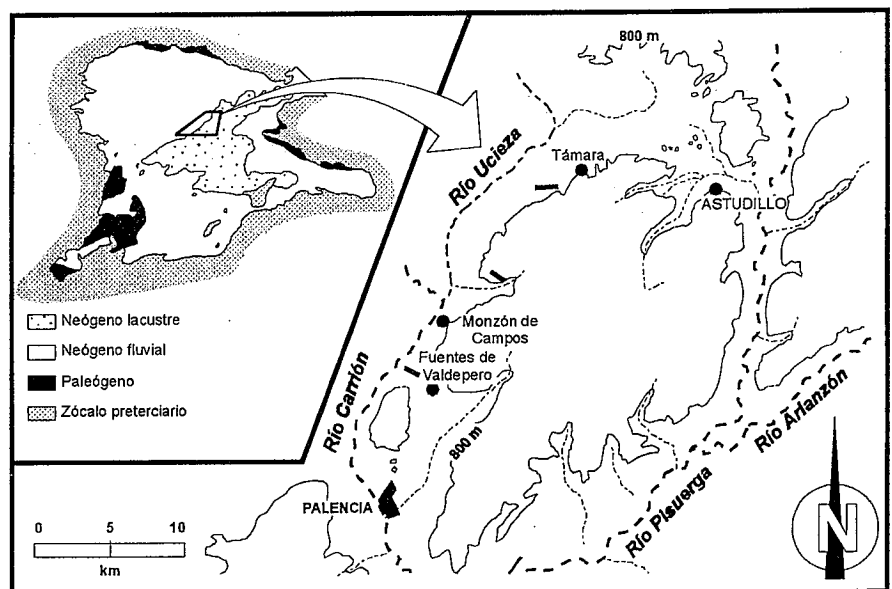 800 m
Río Ucieza
Támara
ASTUDILLO
Neógeno lacustre
Neógeno fluvial
Paleógeno
Zócalo preterciario
Monzón de
Campos
Fuentes de
Valdepero
Río Carrión
800 m
Río Arlanzón
Río Pisuerga
PALENCIA
0 5 10
km
N